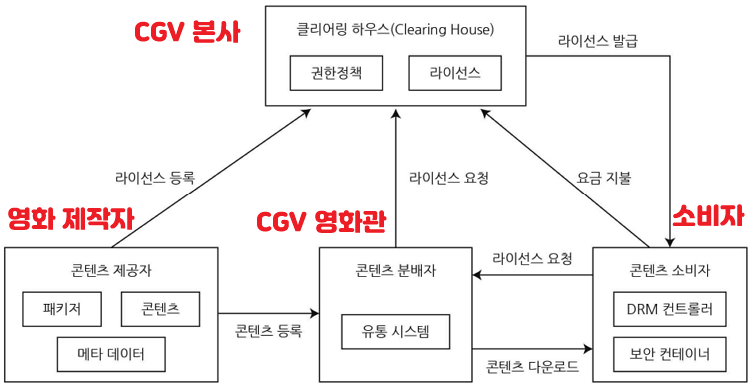 CGV 본사
클리어링 하우스(Clearing House)
권한정책
라이선스
라이선스 발급
라이선스 등록
라이선스 요청
요금 지불
영화 제작자
CGV 영화관
소비자
콘텐츠 제공자
패키저
콘텐츠
메타 데이터
콘텐츠 등록
콘텐츠 분배자
유통 시스템
라이선스 요청
콘텐츠 다운로드
콘텐츠 소비자
DRM 컨트롤러
보안 컨테이너